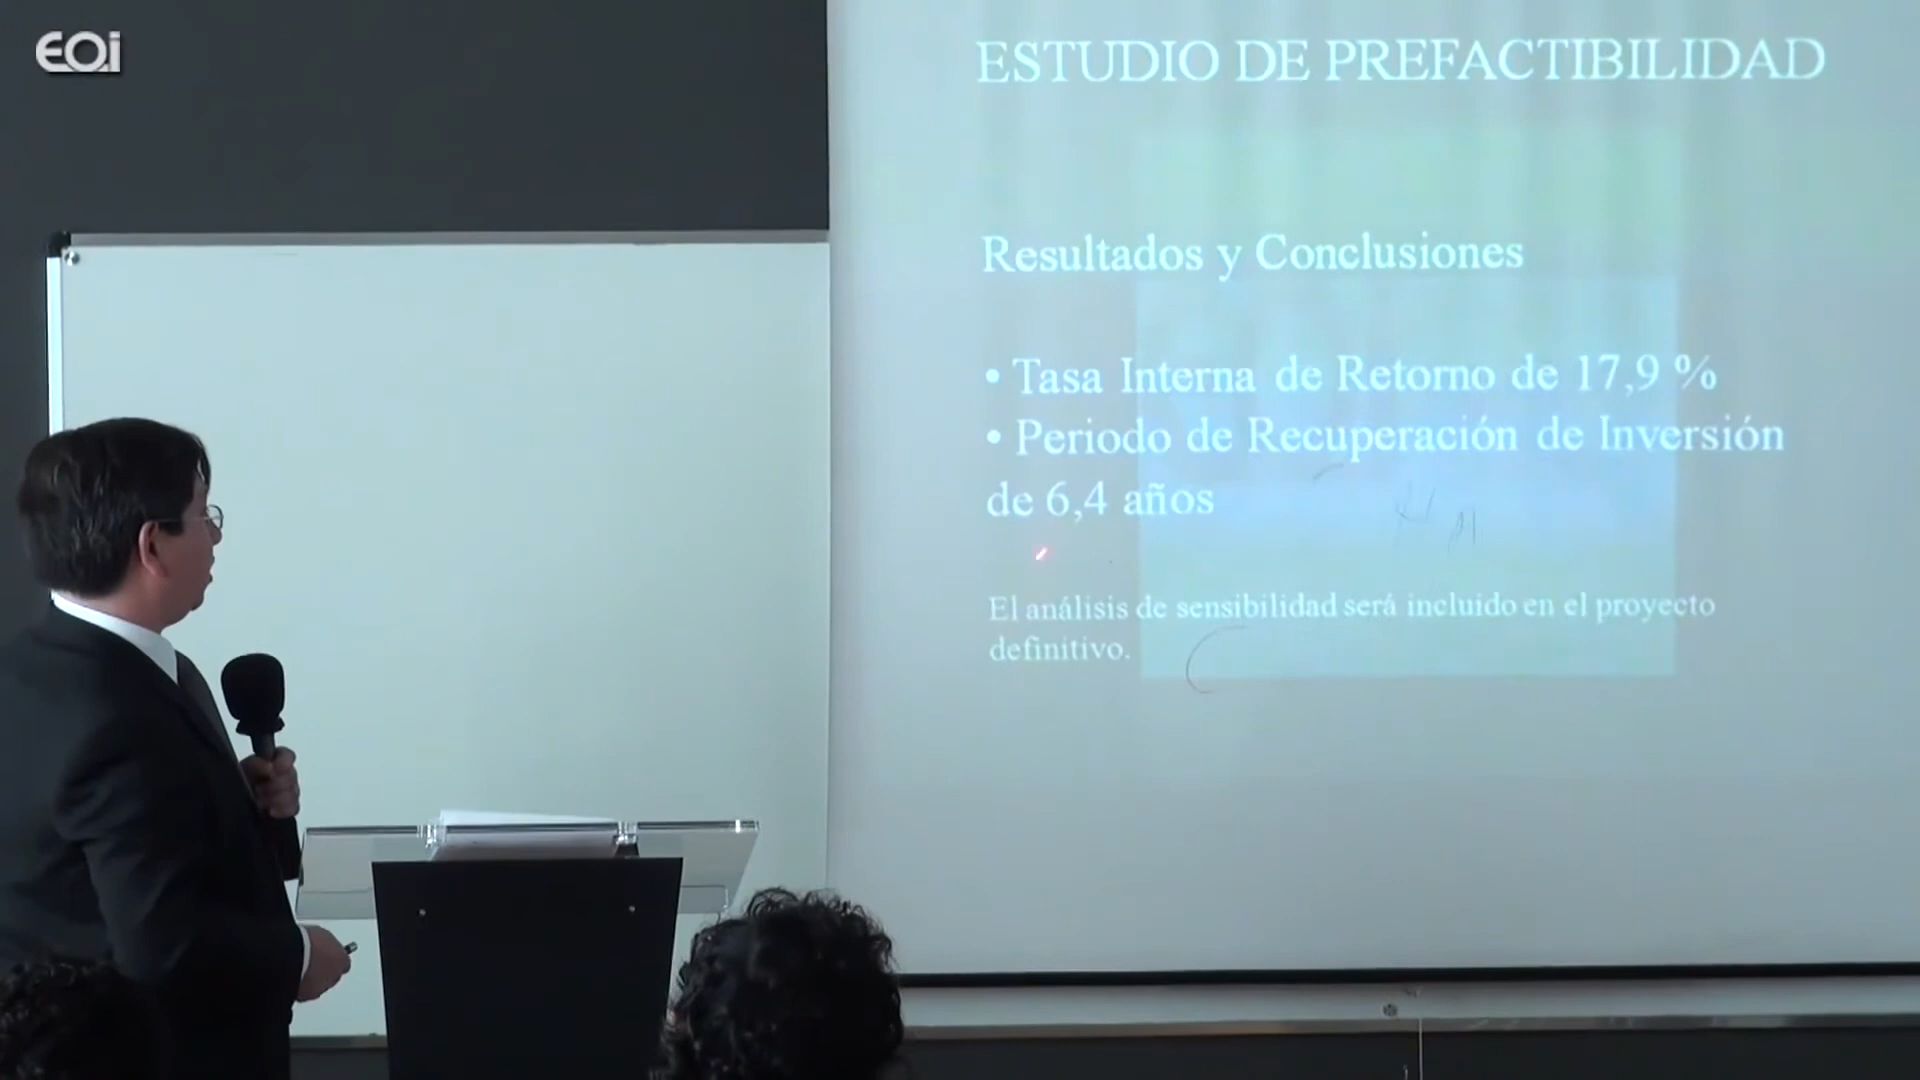 EOi
ESTUDIO DE PREFACTIBILIDAD
Resultados y Conclusiones
• Tasa Interna de Retorno de 17,9 %
• Periodo de Recuperación de Inversión
de 6,4 años
El análisis de sensibilidad será incluido en el proyecto
definitivo.